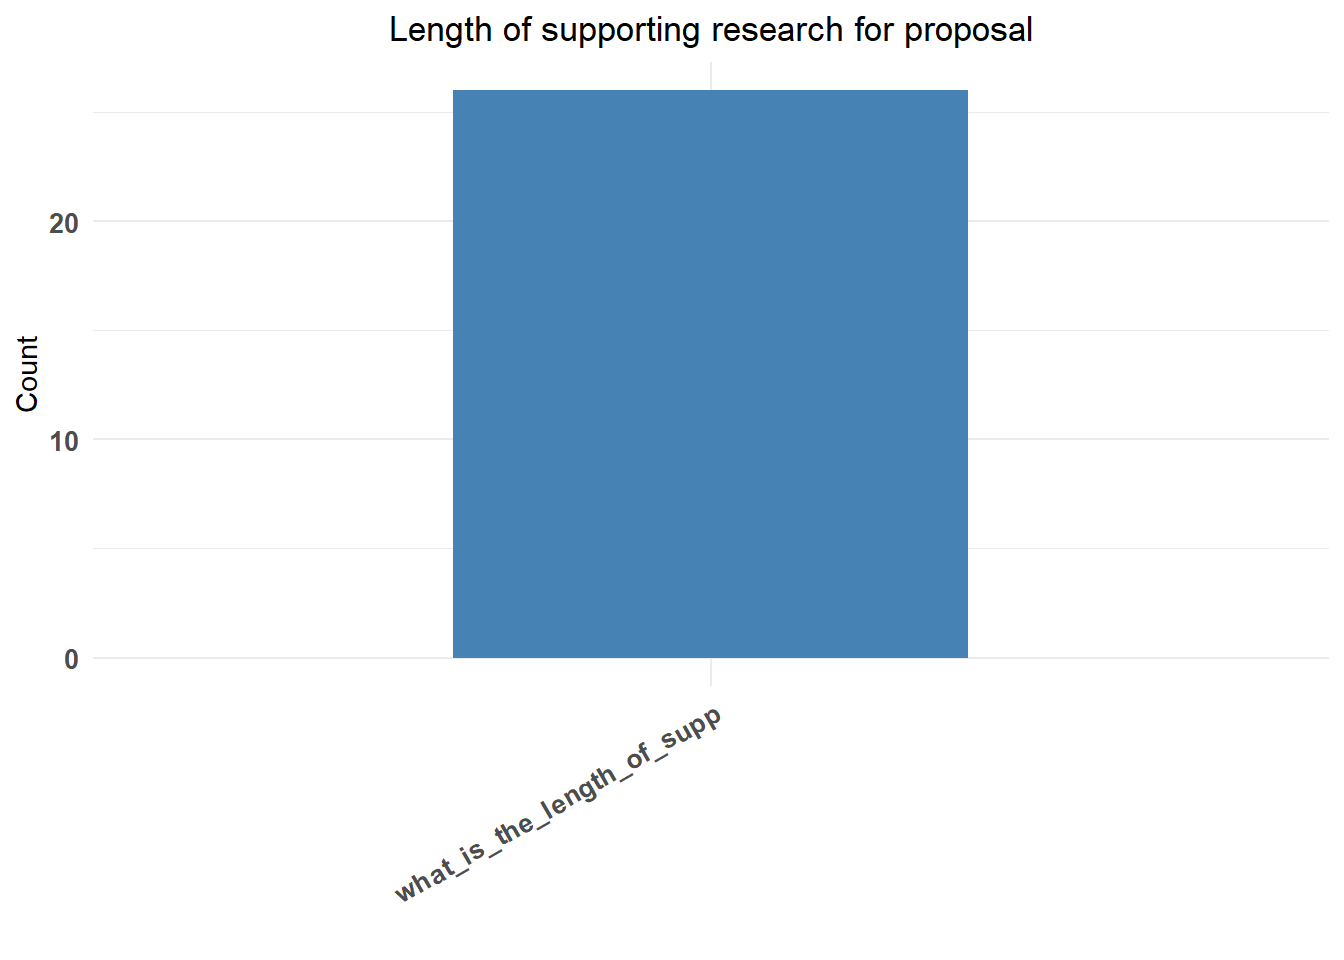 Length of supporting research for proposal
Count
20
10
0
what_is_the_length_of_supp